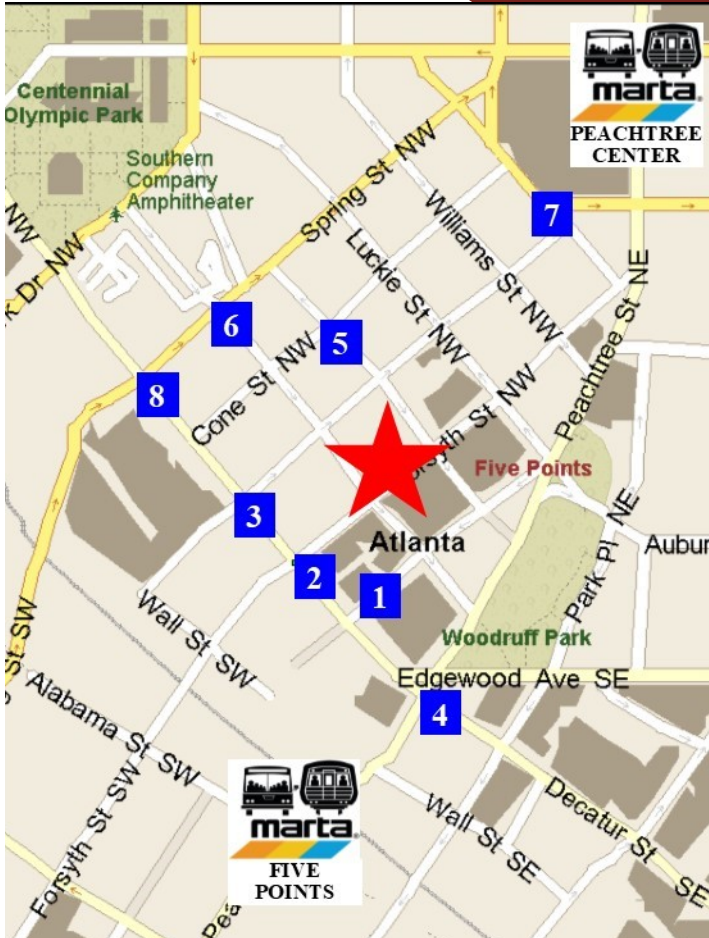 marta
PEACHTREE
CENTER
Centennial
Olympic Park
Southern
Company
Amphitheater
Spring St NW
Williams St NW
Luckie St NW
7
NW
Dr NW
Peachtree St NE
6
5
8
Cone St NW
St NW
Five Points
3
Atlanta
2
1
Park Pl NE
Aubur
Wall St SW
Woodruff Park
Edgewood Ave SE
4
St SW
Alabama St SW
marta
FIVE
POINTS
Wall St SE
Decatur St SE
Forsyth St SW
Pea